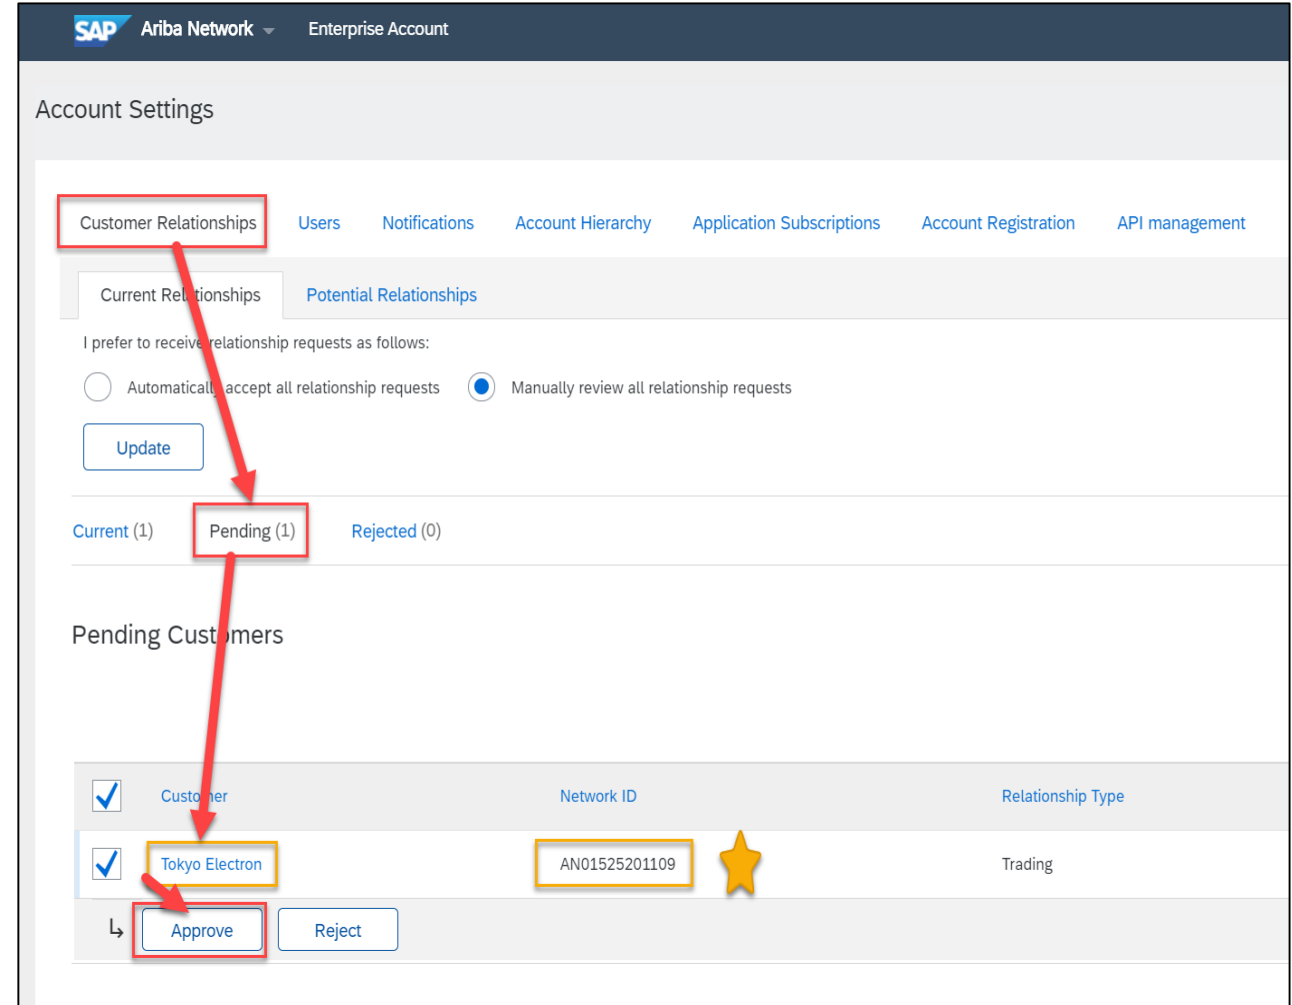 SAP Ariba Network Enterprise Account
Account Settings
Customer Relationships Users Notifications Account Hierarchy Application Subscriptions Account Registration API management
Current Relationships Potential Relationships
I prefer to receive relationship requests as follows:
Automatically accept all relationship requests Manually review all relationship requests
Update
Current (1) Pending (1) Rejected (0)
Pending Customers
Customer Network ID Relationship Type
Tokyo Electron AN01525201109 Trading
Approve Reject